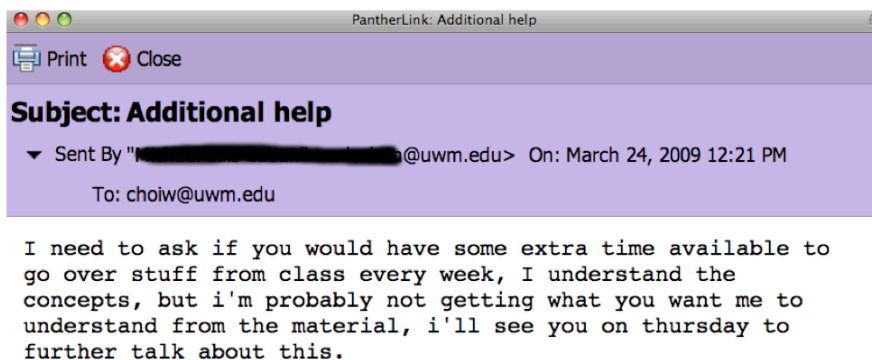 PantherLink: Additional help
Print Close
Subject: Additional help
Sent By " @uwm.edu> On: March 24, 2009 12:21 PM
To: choiw@uwm.edu
I need to ask if you would have some extra time available to
go over stuff from class every week, I understand the
concepts, but i'm probably not getting what you want me to
understand from the material, i'll see you on thursday to
further talk about this.